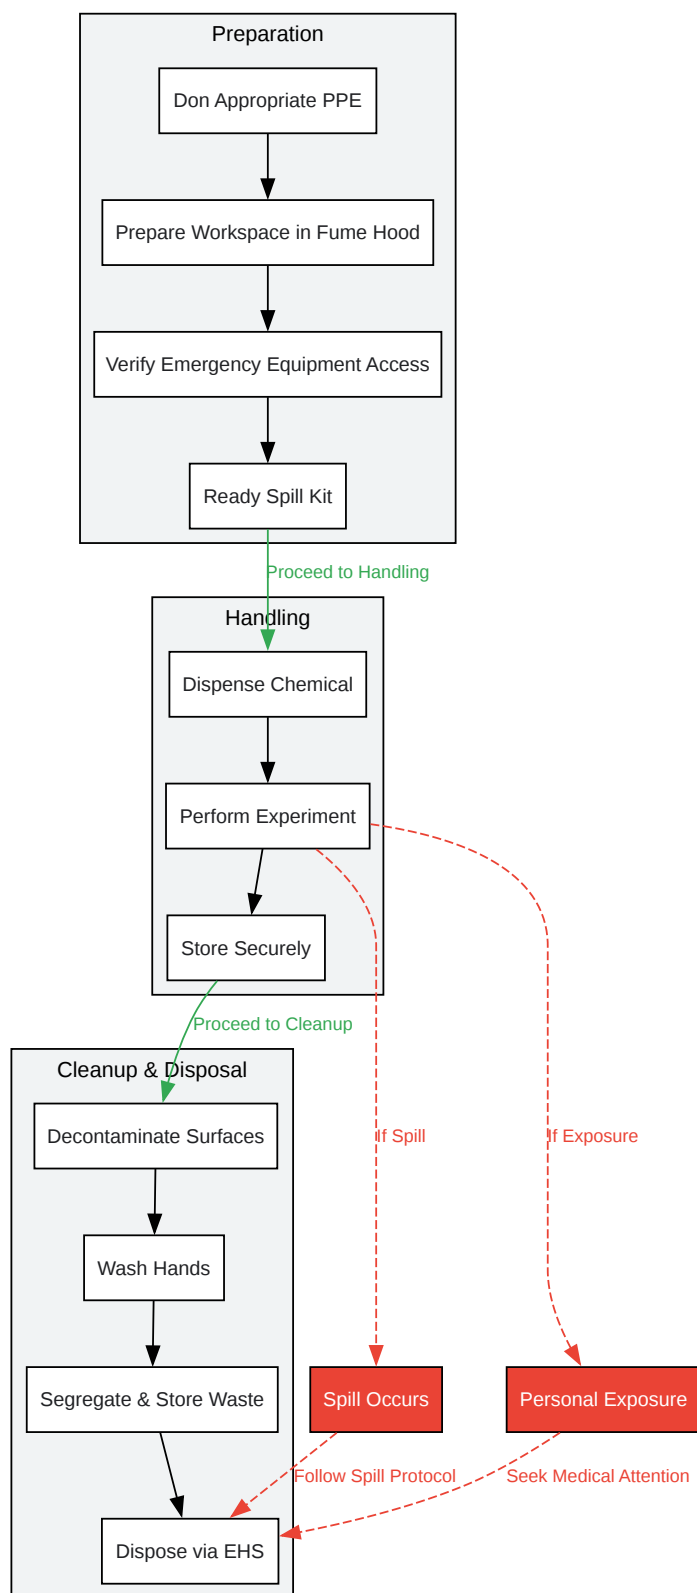 Preparation
Don Appropriate PPE
Prepare Workspace in Fume Hood
Verify Emergency Equipment Access
Ready Spill Kit
Proceed to Handling
Handling
Dispense Chemical
Perform Experiment
Store Securely
Proceed to Cleanup
Cleanup & Disposal
Decontaminate Surfaces
If Spill
If Exposure
Wash Hands
Segregate & Store Waste
Spill Occurs
Personal Exposure
Follow Spill Protocol
Seek Medical Attention
Dispose via EHS